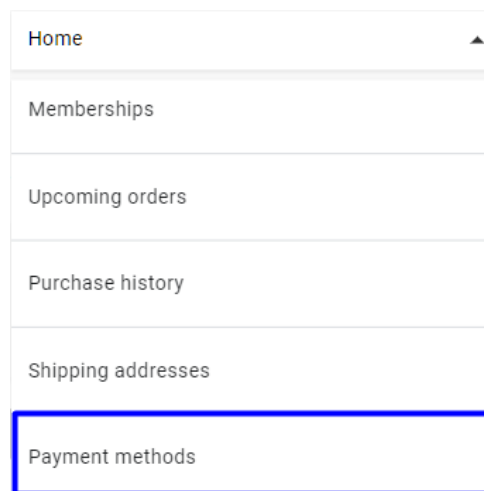 Home
Memberships
Upcoming orders
Purchase history
Shipping addresses
Payment methods